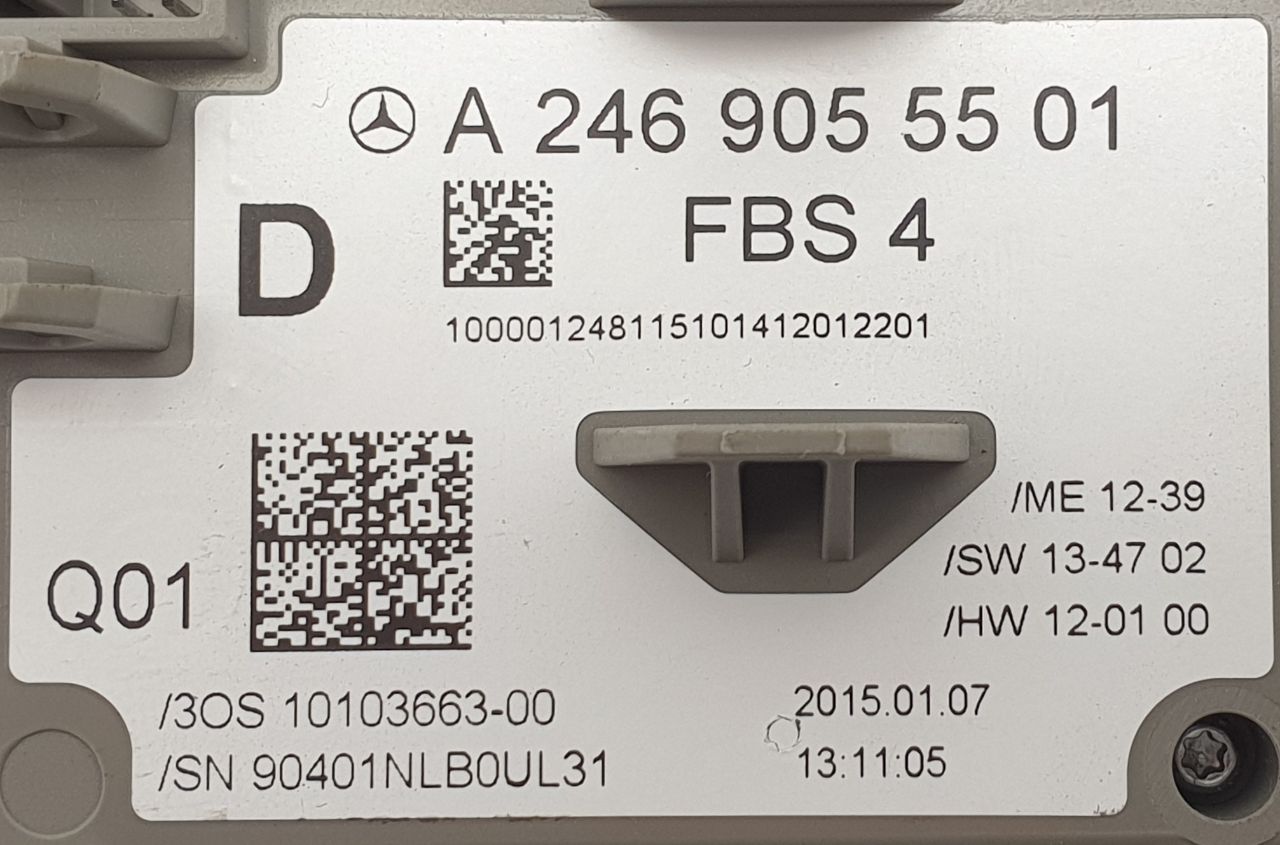 A 246 905 55 01
D
FBS 4
100001248115101412012201
/ME 12-39
/SW 13-47 02
Q01
/HW 12-01 00
/3OS 10103663-00
2015.01.07
/SN 90401NLB0UL31
13:11:05